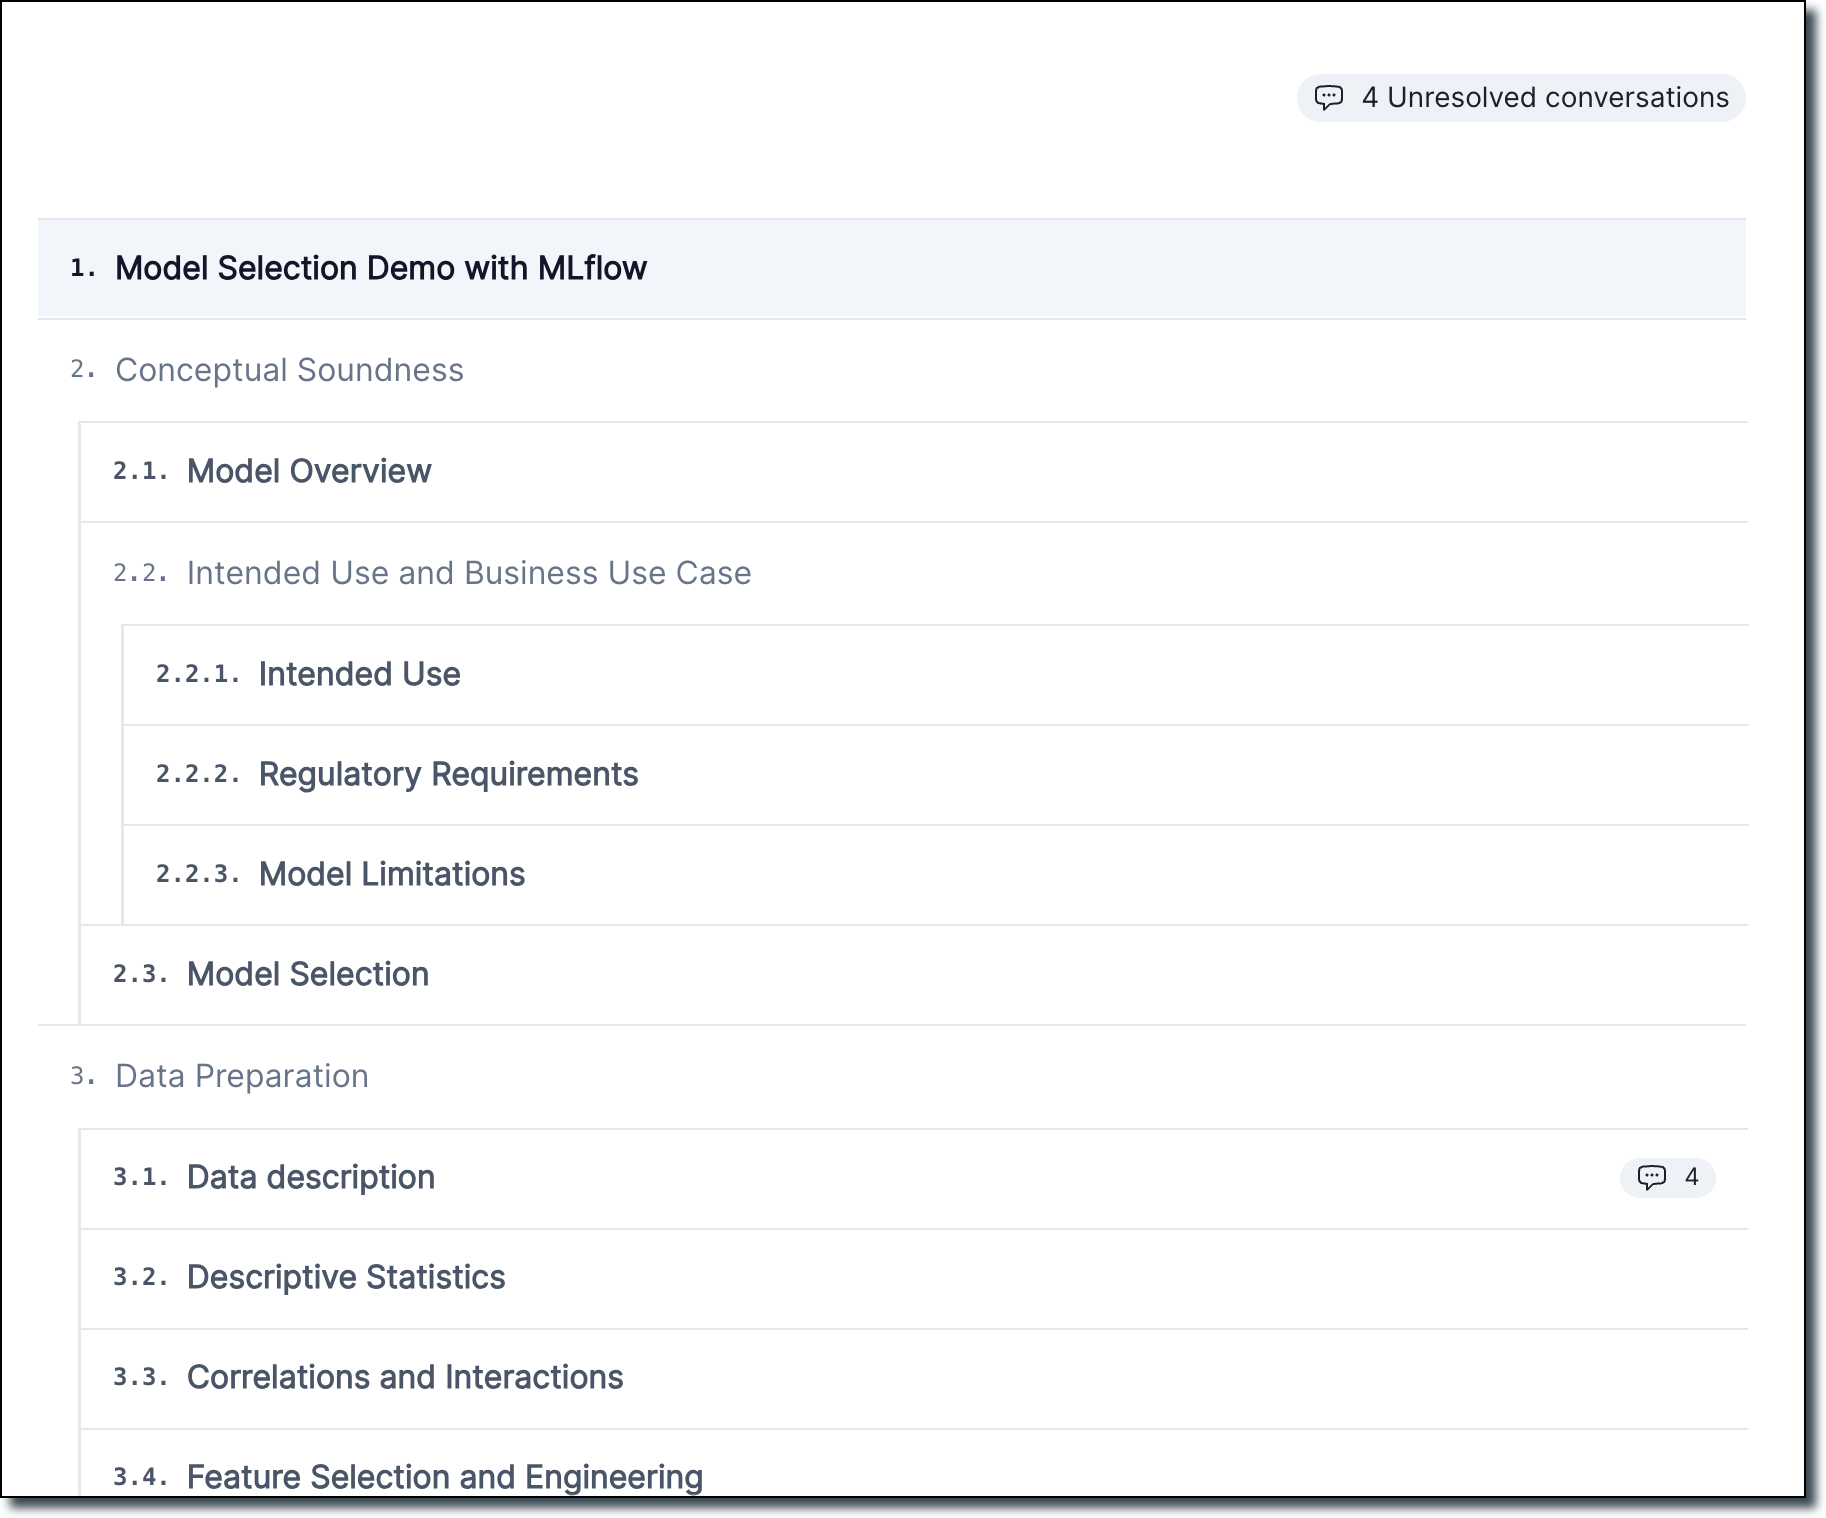 4 Unresolved conversations
1. Model Selection Demo with MLflow
2. Conceptual Soundness
2.1. Model Overview
2.2. Intended Use and Business Use Case
2.2.1. Intended Use
2.2.2. Regulatory Requirements
2.2.3. Model Limitations
2.3. Model Selection
3. Data Preparation
3.1. Data description 4
3.2. Descriptive Statistics
3.3. Correlations and Interactions
3.4. Feature Selection and Engineering